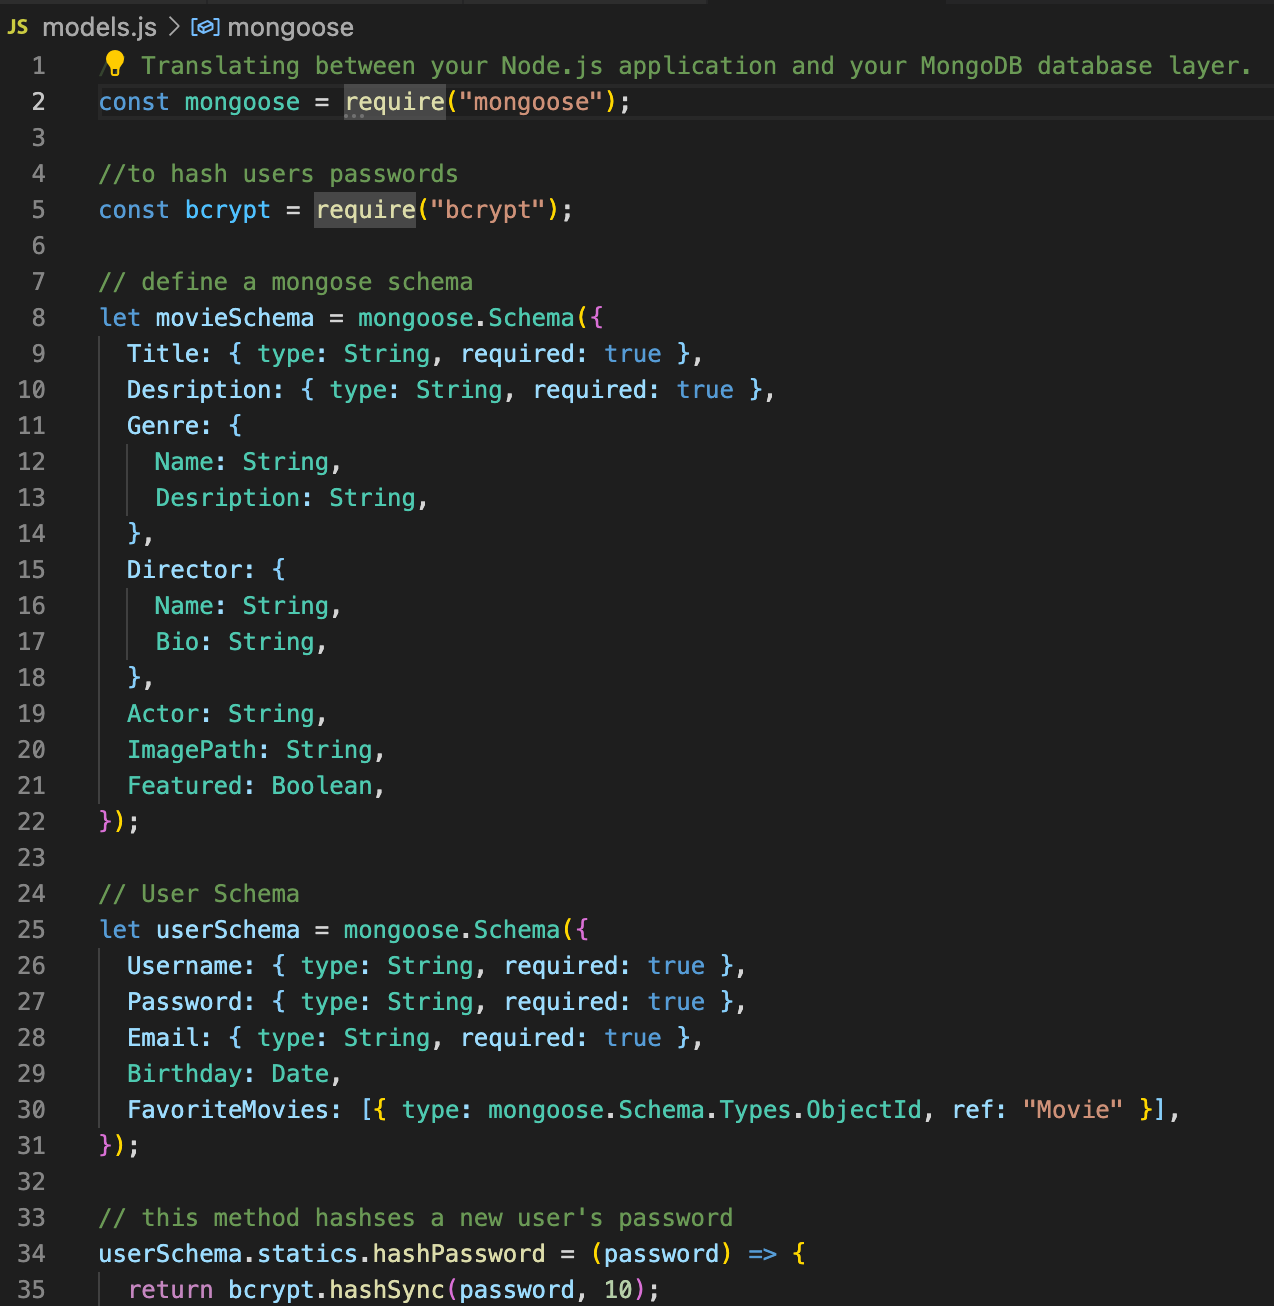 JS models.js > mongoose
1 / Translating between your Node.js application and your MongoDB database layer.
2 const mongoose = require("mongoose");
3
4 //to hash users passwords
5 const bcrypt = require("bcrypt");
6
7 // define a mongose schema
8 let movieSchema = mongoose.Schema({
9 Title: { type: String, required: true },
10 Desription: { type: String, required: true },
11 Genre: {
12 Name: String,
13 Desription: String,
14 },
15 Director: {
16 Name: String,
17 Bio: String,
18 },
19 Actor: String,
20 ImagePath: String,
21 Featured: Boolean,
22 });
23
24 // User Schema
25 let userSchema = mongoose.Schema({
26 Username: { type: String, required: true },
27 Password: { type: String, required: true },
28 Email: { type: String, required: true },
29 Birthday: Date,
30 FavoriteMovies: [{ type: mongoose.Schema.Types.ObjectId, ref: "Movie" }],
31 });
32
33 // this method hashses a new user's password
34 userSchema.statics.hashPassword = (password) => {
35 return bcrypt.hashSync(password, 10);